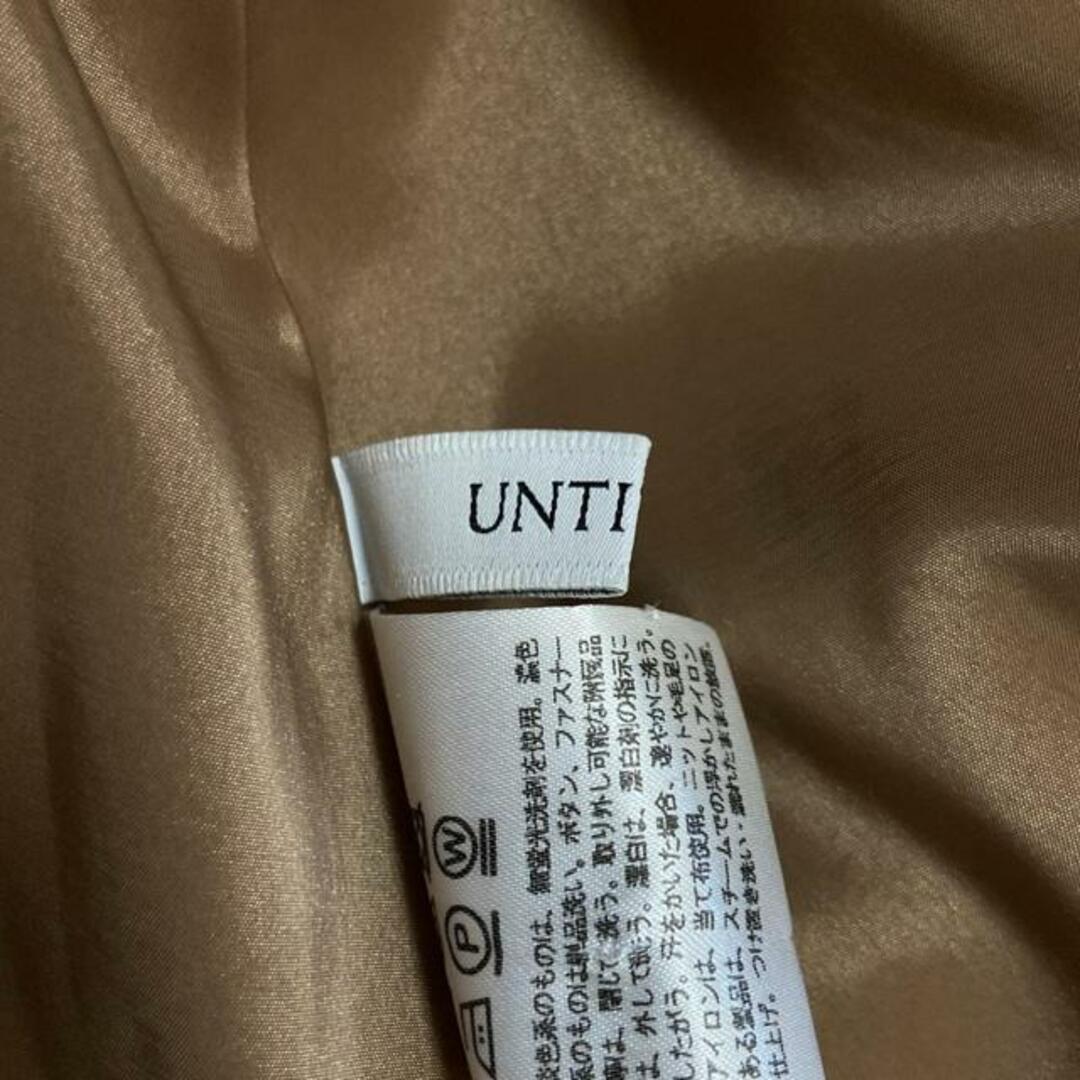 UNTI
W
P
淡色系のものは、無蛍光洗剤を使用。濃色
系のものは単品洗い。ボタン、ファスナー
は、閉じて洗う。取り外し可能な附属品
は、外して洗う。漂白は、漂白剤の指示に
したがう。汗をかいた場合、速やかに洗う。
アイロンは、当て布使用。ニットや毛足の
ある製品は、スチームでの浮かしアイロン
仕上げ。つけ置き洗い・濡れたままの放置、